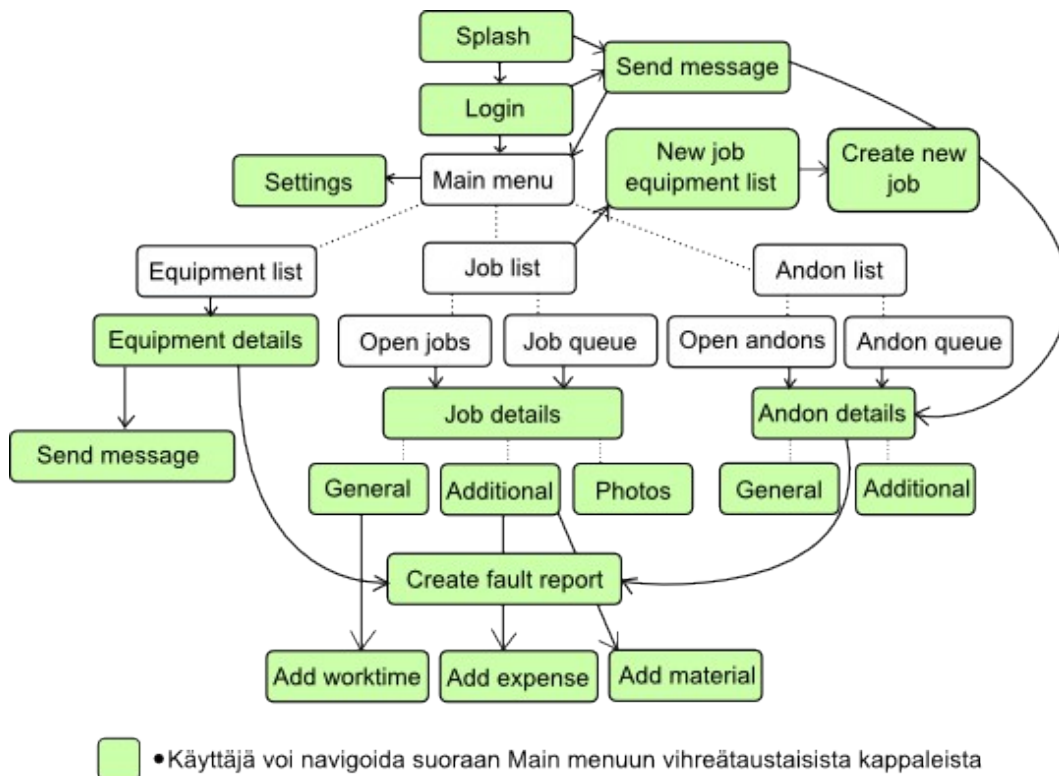 Splash
Send message
Login
New job
equipment list
Create new
job
Settings
Main menu
Equipment list
Job list
Andon list
Equipment details
Open jobs
Job queue
Open andons
Andon queue
Job details
Andon details
Send message
General
Additional
Photos
General
Additional
Create fault report
Add worktime
Add expense
Add material
•Käyttäjä voi navigoida suoraan Main menuun vihreätaustaisista kappaleista